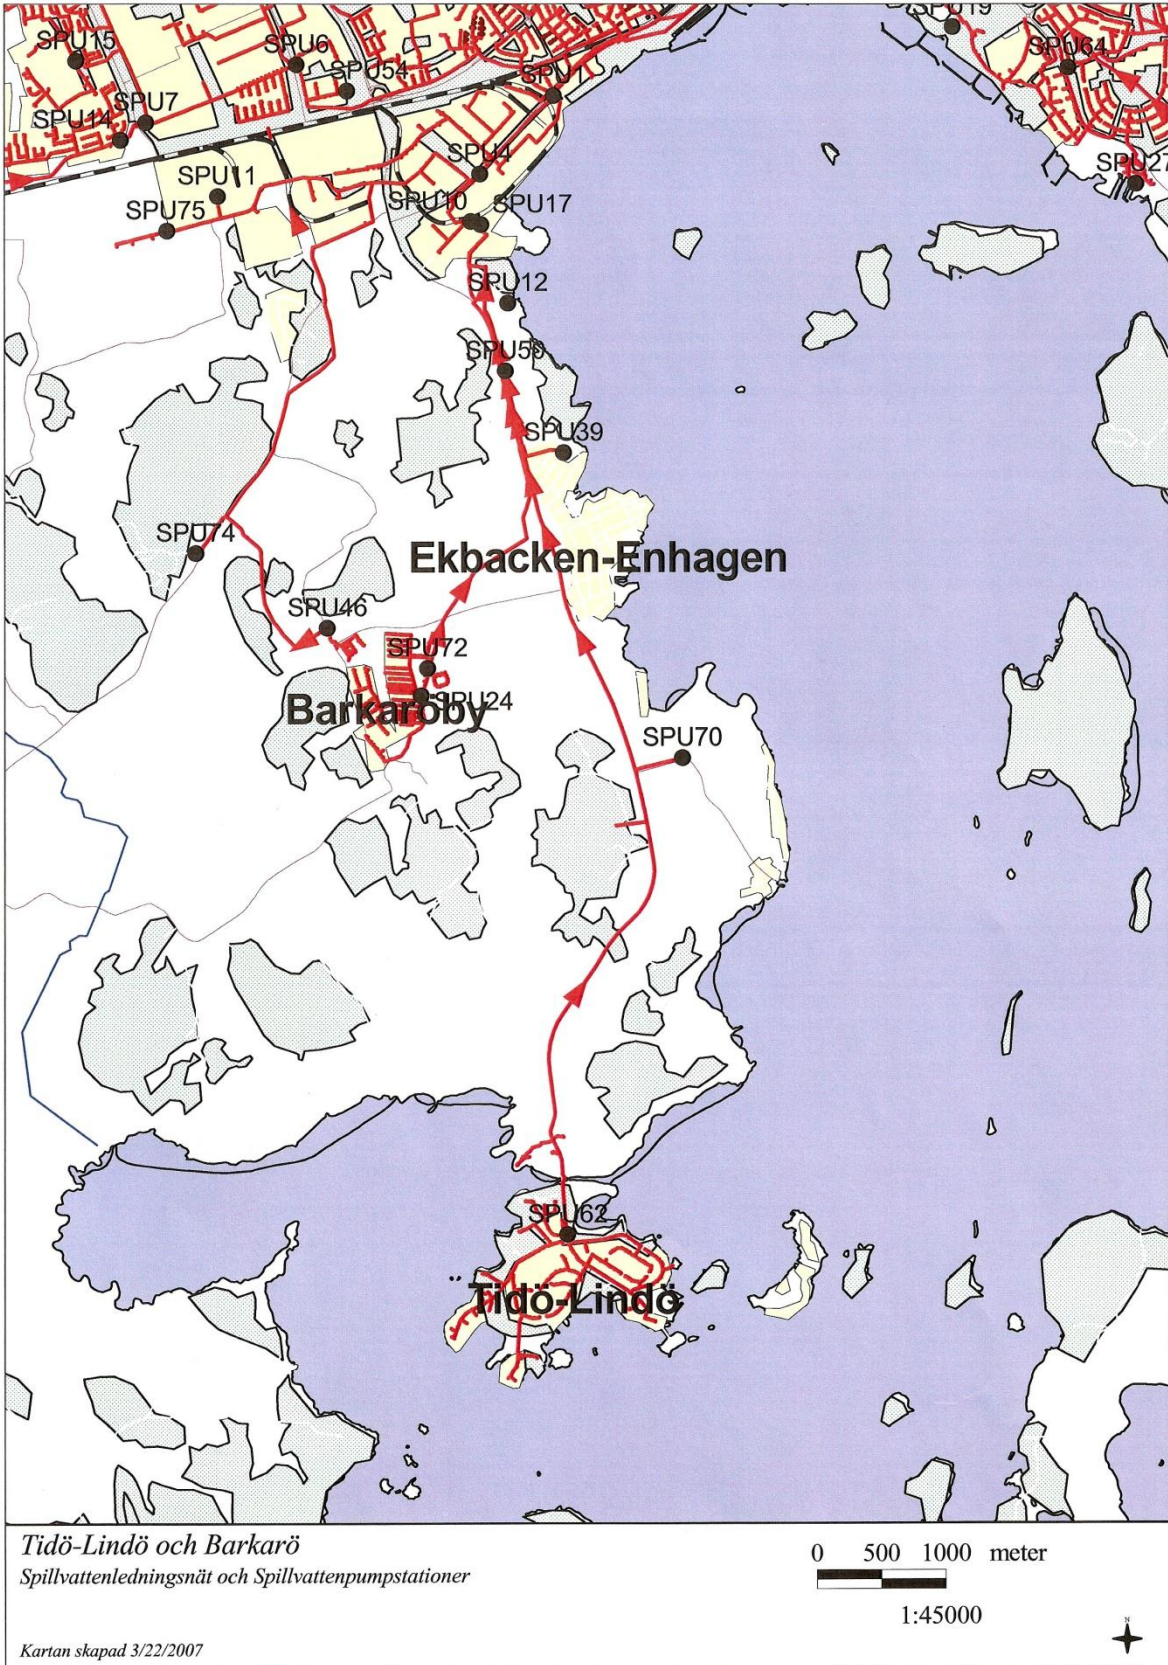 SPU19
SPU15
SPU6
SPU64
SPU54
SPU1
SPU7
SPU14
SPU4
SPU27
SPU11
SPU10
SPU17
SPU75
SPU12
SPU50
SPU39
SPU74
Ekbacken-Enhagen
SPU46
SPU72
SPU24
Barkaröby
SPU70
SPU62
Tidö-Lindö
Tidö-Lindö och Barkarö
Spillvattenledningsnät och Spillvattenpumpstationer
0 500 1000 meter
1:45000
N
Kartan skapad 3/22/2007